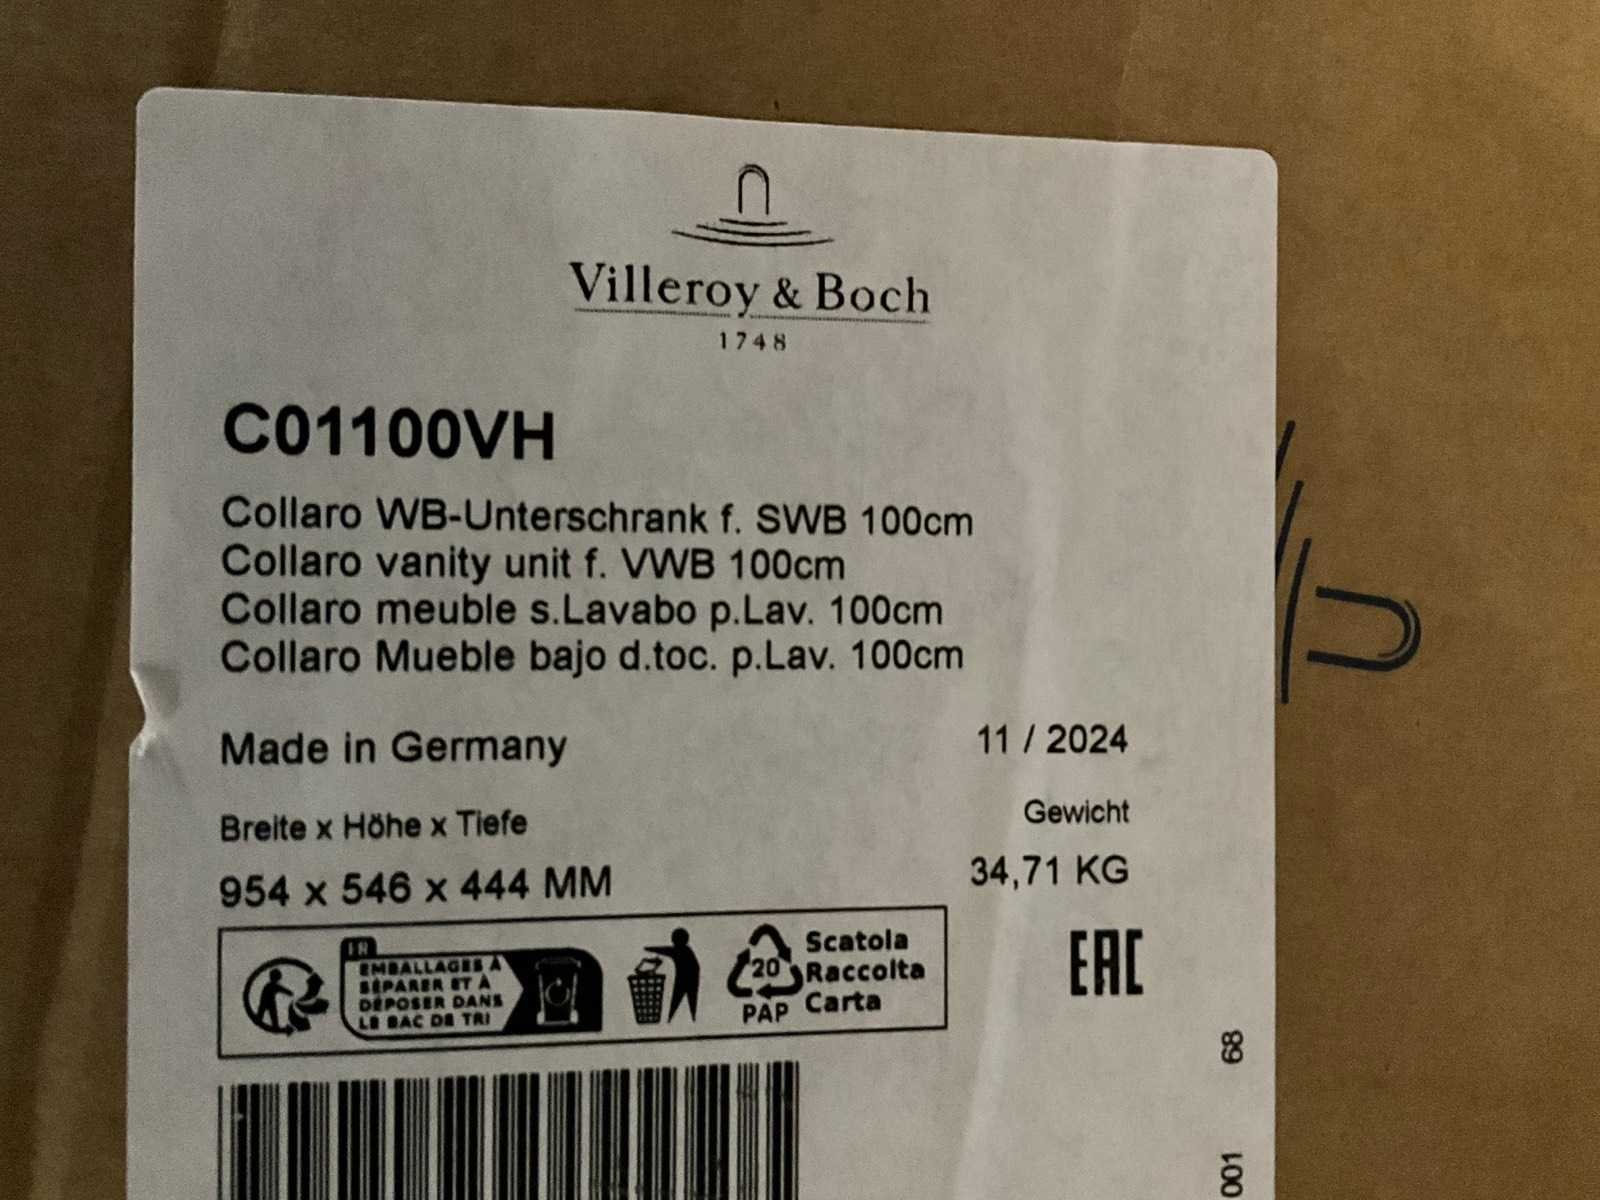 Villeroy & Boch
1748
C01100VH
Collaro WB-Unterschrank f. SWB 100cm
Collaro vanity unit f. VWB 100cm
Collaro meuble s.Lavabo p.Lav. 100cm
Collaro Mueble bajo d.toc. p.Lav. 100cm
Made in Germany
11 / 2024
Breite x Höhe x Tiefe
Gewicht
954 x 546 x 444 MM
34,71 KG
FR
EMBALLAGES À
SÉPARER ET À
DÉPOSER DANS
LE BAC DE TRI
20
PAP
Scatola
Raccolta
Carta
EAC
68
001